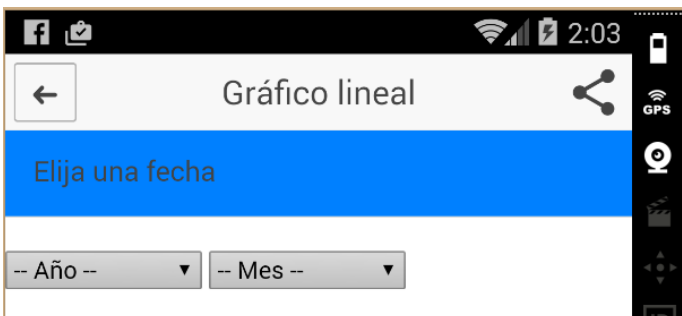 2:03
Gráfico lineal
GPS
Elija una fecha
-- Año --
-- Mes --